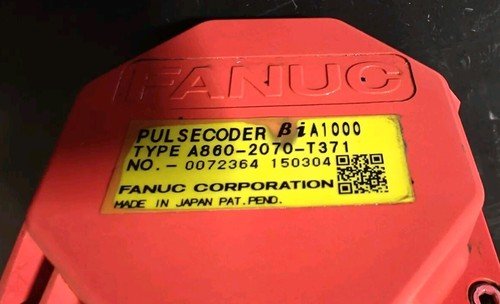 FANUC
PULSECODER βiA1000
TYPE A860-2070-T371
NO.- 0072364 150304
FANUC CORPORATION
MADE IN JAPAN PAT.PEND.